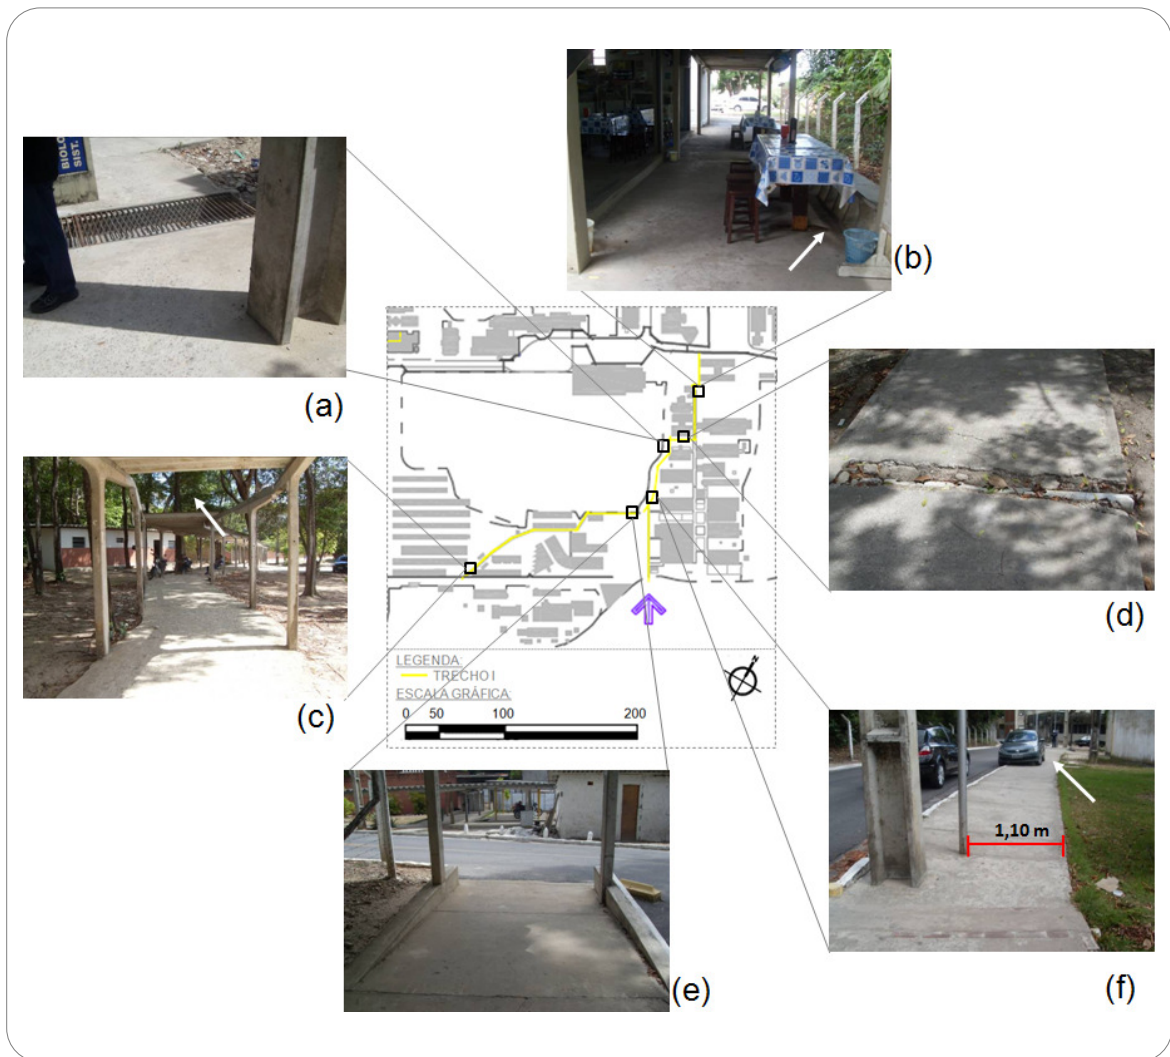 BIOLO
SIST.
(a)
(b)
(c)
(d)
(e)
(f)
1,10 m
LEGENDA:
TRECHO I
ESCALA GRÁFICA:
0 50 100 200
N